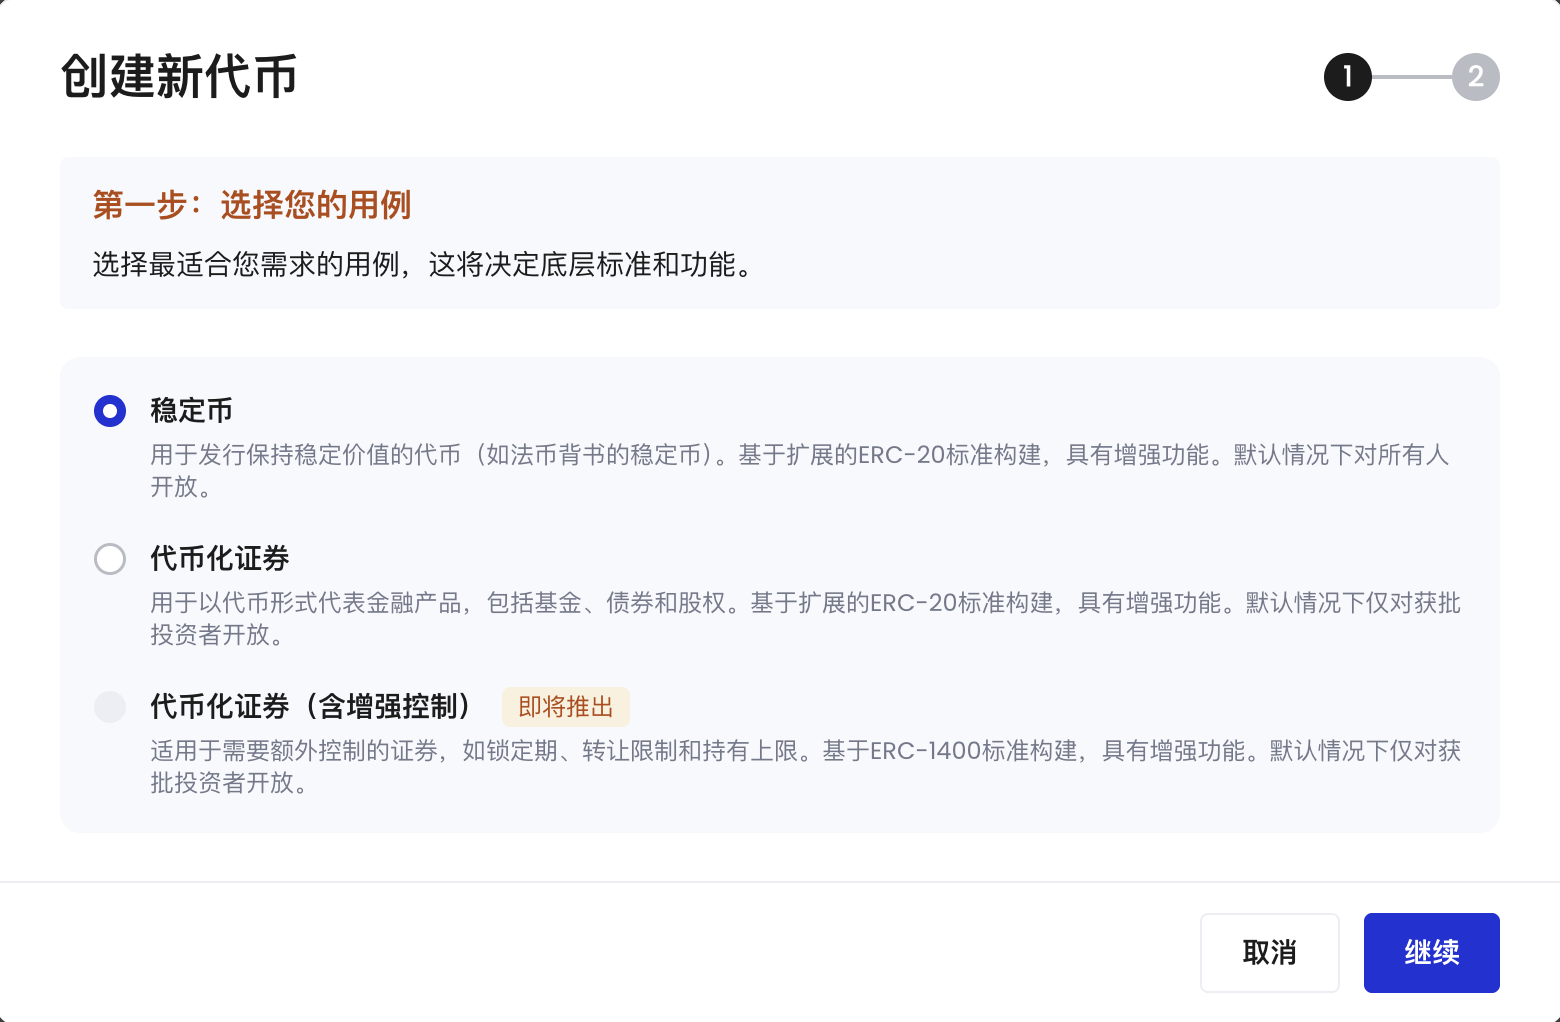 创建新代币
1
2
第一步：选择您的用例
选择最适合您需求的用例，这将决定底层标准和功能。
稳定币
用于发行保持稳定价值的代币（如法币背书的稳定币）。基于扩展的ERC-20标准构建，具有增强功能。默认情况下对所有人
开放。
代币化证券
用于以代币形式代表金融产品，包括基金、债券和股权。基于扩展的ERC-20标准构建，具有增强功能。默认情况下仅对获批
投资者开放。
代币化证券（含增强控制） 即将推出
适用于需要额外控制的证券，如锁定期、转让限制和持有上限。基于ERC-1400标准构建，具有增强功能。默认情况下仅对获
批投资者开放。
取消
继续